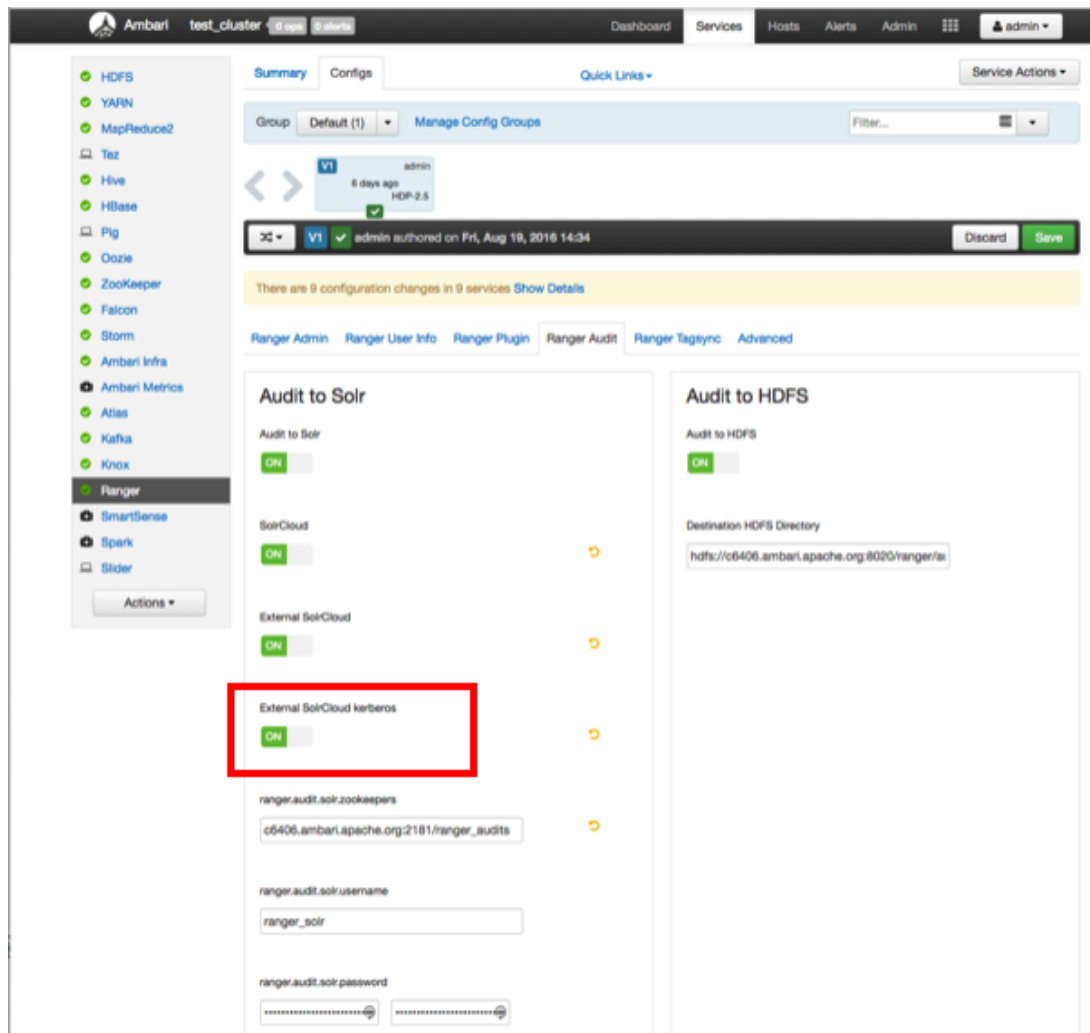 Ambari test_cluster 0 ops 0 alerts Dashboard Services Hosts Alerts Admin admin
HDFS
YARN
MapReduce2
Tez
Hive
HBase
Pig
Oozie
ZooKeeper
Falcon
Storm
Ambari Infra
Ambari Metrics
Atlas
Kafka
Knox
Ranger
SmartSense
Spark
Slider
Actions
Summary Configs Quick Links Service Actions
Group Default (1) Manage Config Groups Filter...
V1 admin
6 days ago
HDP-2.5
V1 admin authored on Fri, Aug 19, 2016 14:34 Discard Save
There are 9 configuration changes in 9 services Show Details
Ranger Admin Ranger User Info Ranger Plugin Ranger Audit Ranger Tagsync Advanced
Audit to Solr
Audit to Solr
ON
SolrCloud
ON
External SolrCloud
ON
External SolrCloud kerberos
ON
ranger.audit.solr.zookeepers
c6406.ambari.apache.org:2181/ranger_audits
ranger.audit.solr.username
ranger_solr
ranger.audit.solr.password
Audit to HDFS
Audit to HDFS
ON
Destination HDFS Directory
hdfs://c6406.ambari.apache.org:8020/ranger/au